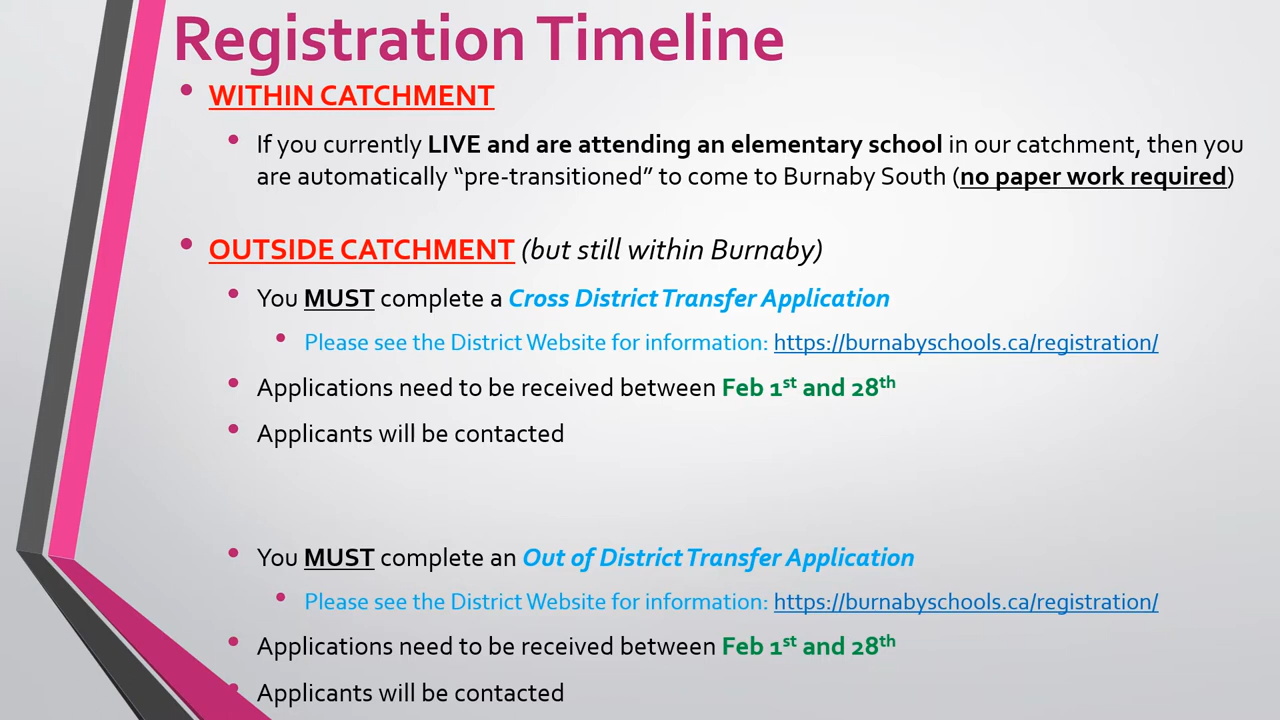 Registration Timeline
WITHIN CATCHMENT
If you currently LIVE and are attending an elementary school in our catchment, then you
are automatically “pre-transitioned” to come to Burnaby South (no paper work required)
OUTSIDE CATCHMENT (but still within Burnaby)
You MUST complete a Cross District Transfer Application
Please see the District Website for information: https://burnabyschools.ca/registration/
Applications need to be received between Feb 1st and 28th
Applicants will be contacted
You MUST complete an Out of District Transfer Application
Please see the District Website for information: https://burnabyschools.ca/registration/
Applications need to be received between Feb 1st and 28th
Applicants will be contacted